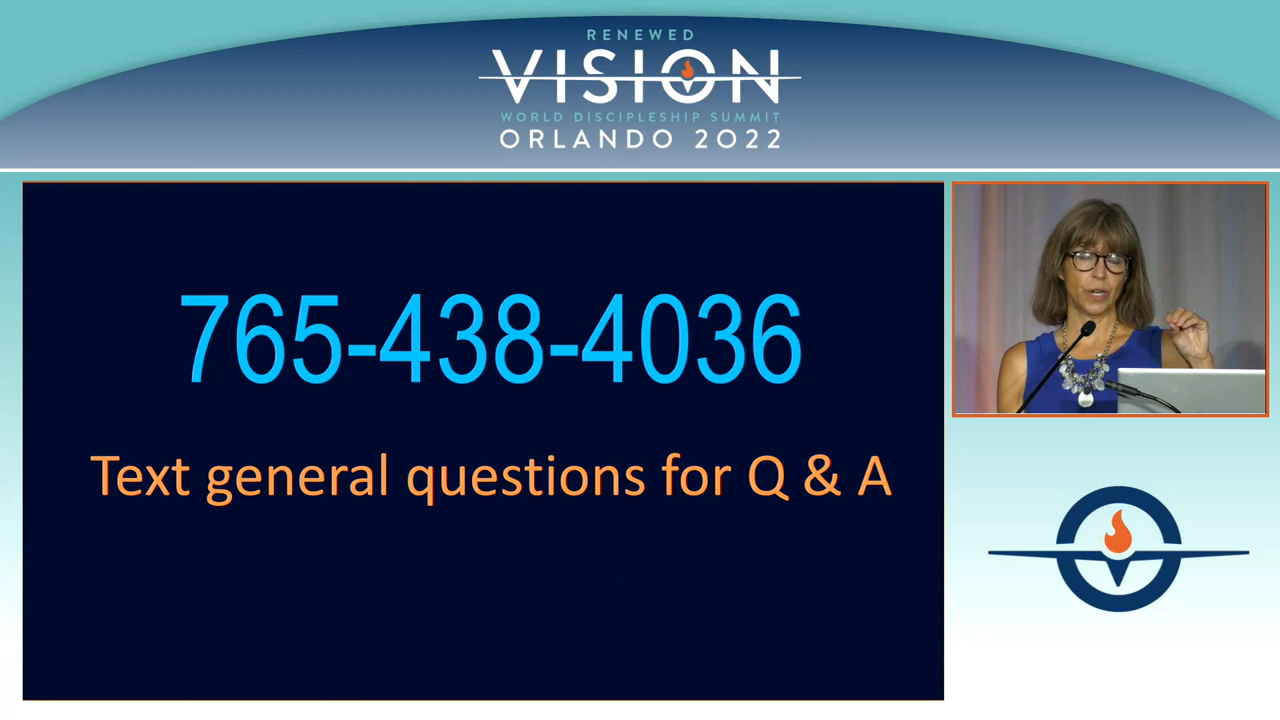 RENEWED
VISION
WORLD DISCIPLESHIP SUMMIT
ORLANDO 2022
765-438-4036
Text general questions for Q & A